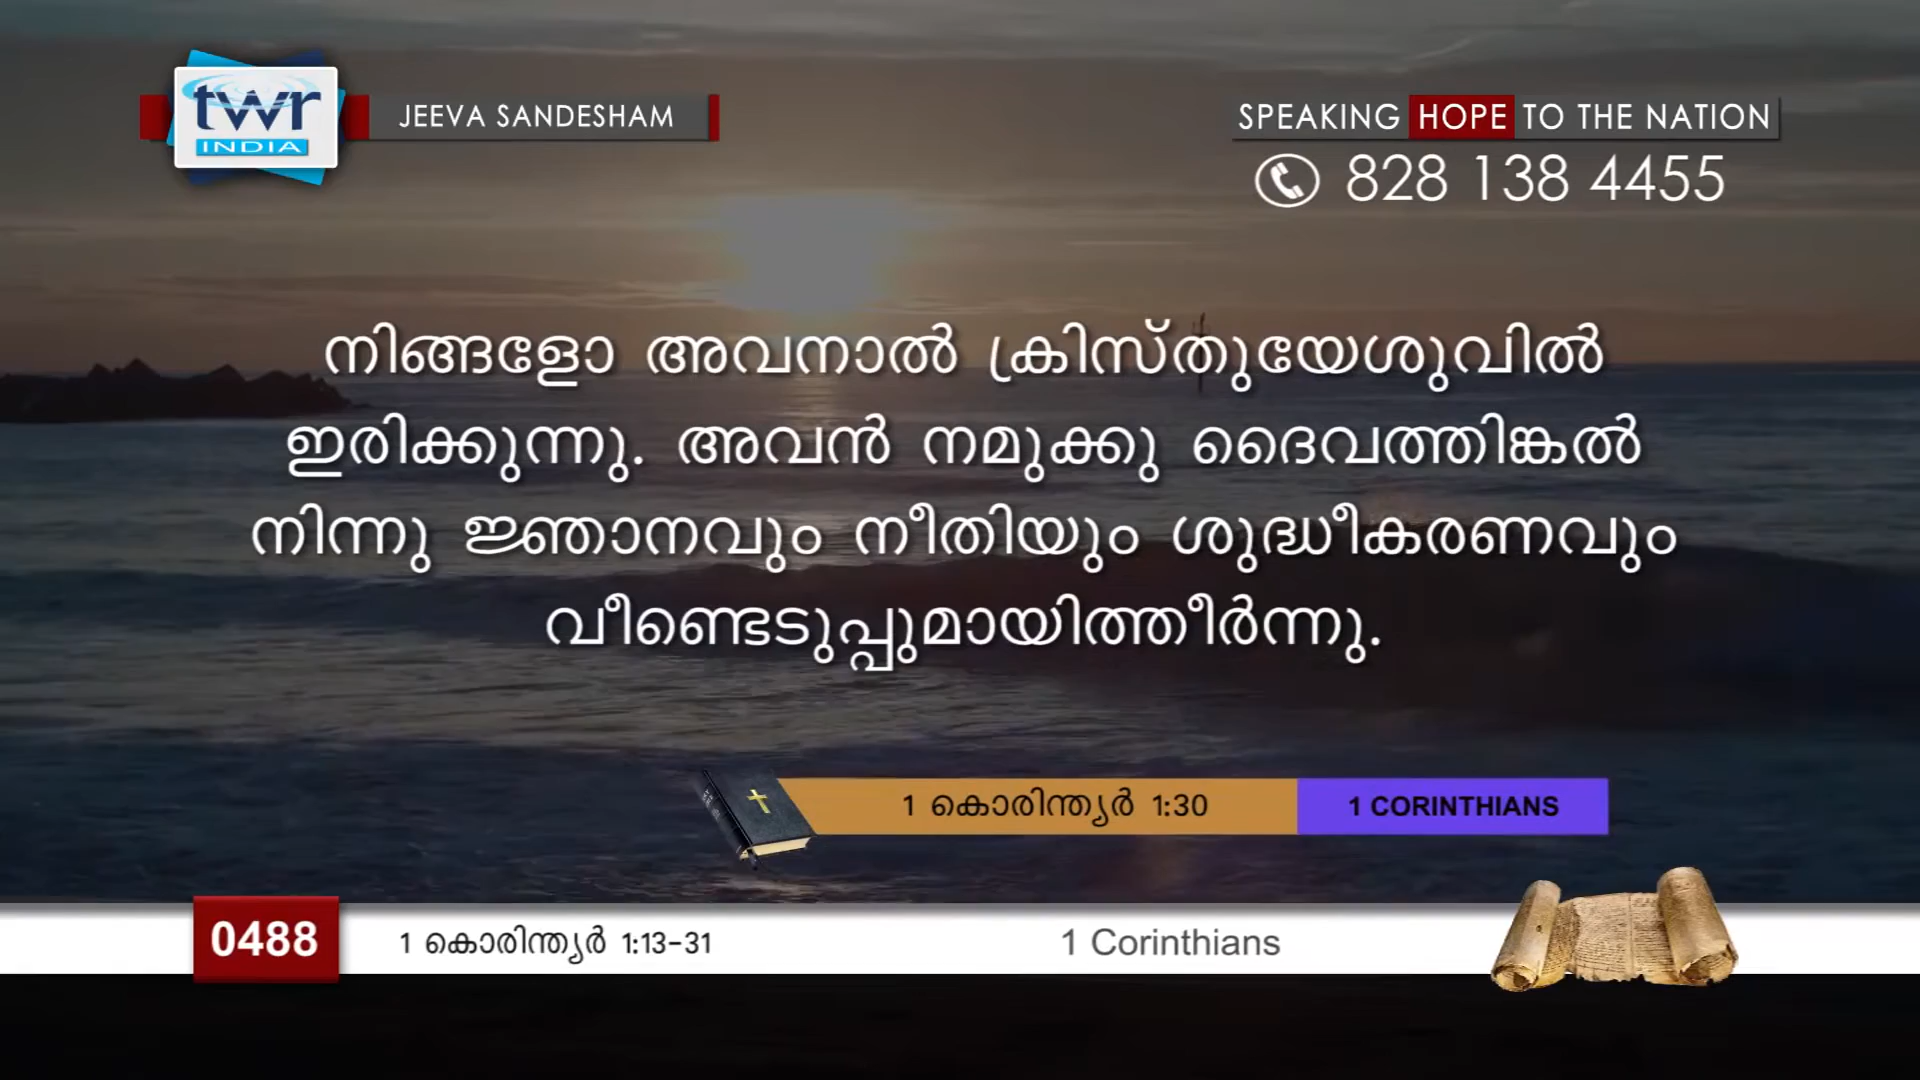 twr
INDIA
JEEVA SANDESHAM
SPEAKING HOPE TO THE NATION
828 138 4455
നിങ്ങളോ അവനാൽ ക്രിസ്തുയേശുവിൽ
ഇരിക്കുന്നു. അവൻ നമുക്കു ദൈവത്തിങ്കൽ
നിന്നു ജ്ഞാനവും നീതിയും ശുദ്ധീകരണവും
വീണ്ടെടുപ്പുമായിത്തീർന്നു.
1 കൊരിന്ത്യർ 1:30
1 CORINTHIANS
0488
1 കൊരിന്ത്യർ 1:13-31
1 Corinthians